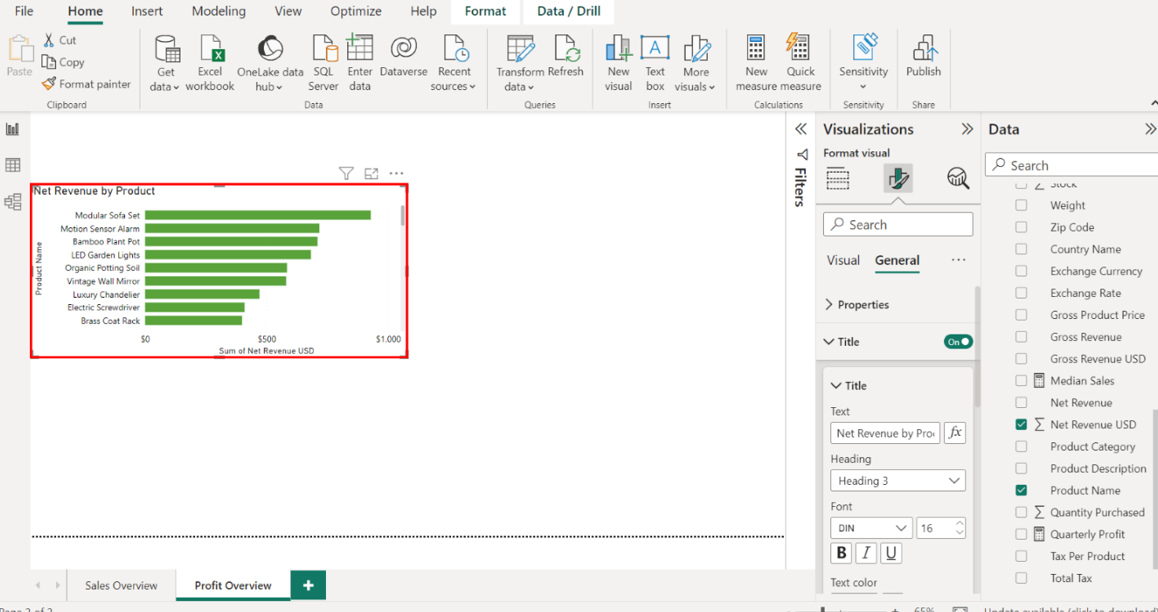 File Home Insert Modeling View Optimize Help Format Data / Drill
Paste
Cut
Copy
Format painter
Clipboard
Get data
Excel workbook
OneLake data hub
SQL Server
Enter data
Dataverse
Recent sources
Data
Transform data
Refresh
Queries
New visual
Text box
More visuals
Insert
New measure
Quick measure
Calculations
Sensitivity
Sensitivity
Publish
Share
Net Revenue by Product
Product Name
Modular Sofa Set
Motion Sensor Alarm
Bamboo Plant Pot
LED Garden Lights
Organic Potting Soil
Vintage Wall Mirror
Luxury Chandelier
Electric Screwdriver
Brass Coat Rack
$0 $500 $1.000
Sum of Net Revenue USD
Filters
Visualizations
Format visual
Search
Visual General
Properties
Title On
Title
Text
Net Revenue by Pro
fx
Heading
Heading 3
Font
DIN 16
B I U
Text color
Data
Search
Stock
Weight
Zip Code
Country Name
Exchange Currency
Exchange Rate
Gross Product Price
Gross Revenue
Gross Revenue USD
Median Sales
Net Revenue
Net Revenue USD
Product Category
Product Description
Product Name
Quantity Purchased
Quarterly Profit
Tax Per Product
Total Tax
Sales Overview Profit Overview +
Page 2 of 2
65%
Update available (click to download)